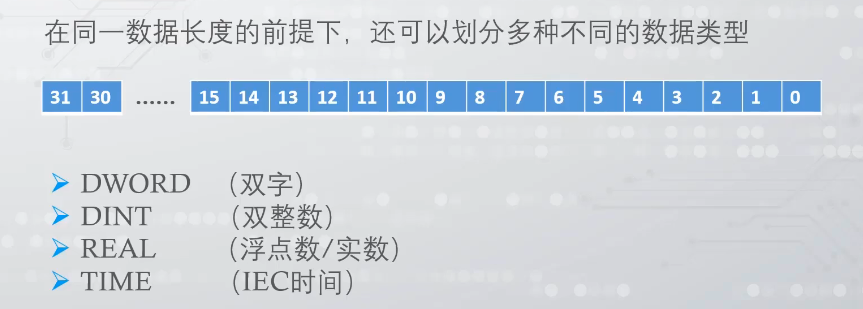 在同一数据长度的前提下，还可以划分多种不同的数据类型
31 30 …… 15 14 13 12 11 10 9 8 7 6 5 4 3 2 1 0
DWORD （双字）
DINT （双整数）
REAL （浮点数/实数）
TIME （IEC时间）